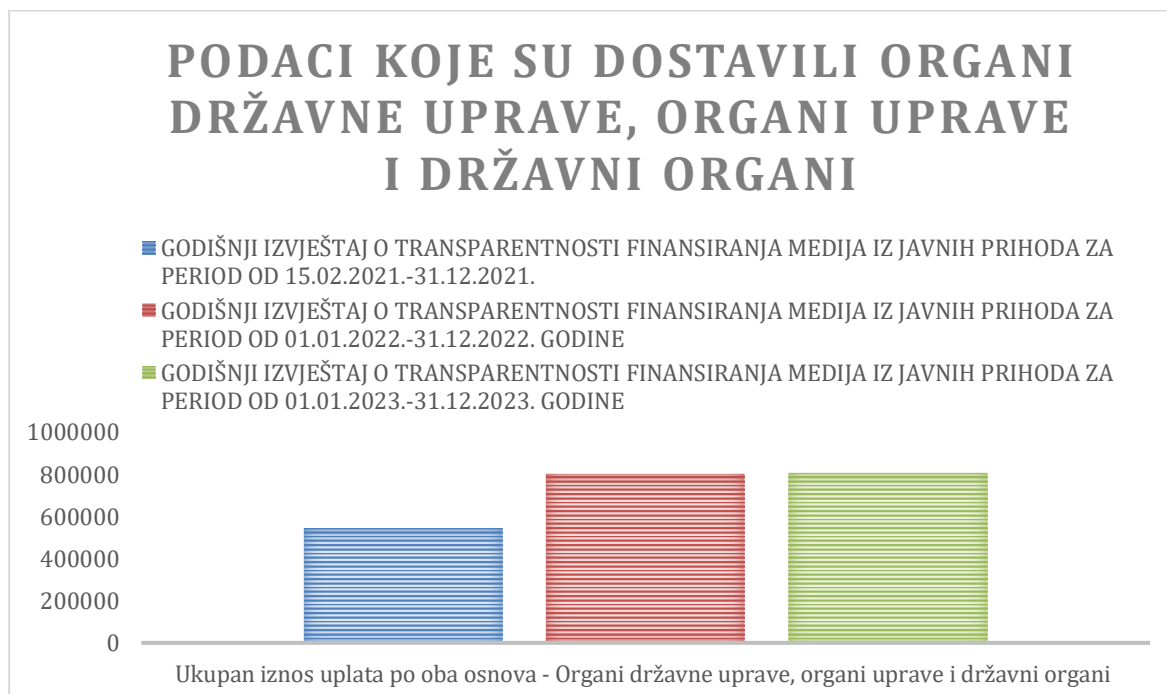 PODACI KOJE SU DOSTAVILI ORGANI
DRŽAVNE UPRAVE, ORGANI UPRAVE
I DRŽAVNI ORGANI
GODIŠNJI IZVJEŠTAJ O TRANSPARENTNOSTI FINANSIRANJA MEDIJA IZ JAVNIH PRIHODA ZA
PERIOD OD 15.02.2021.-31.12.2021.
GODIŠNJI IZVJEŠTAJ O TRANSPARENTNOSTI FINANSIRANJA MEDIJA IZ JAVNIH PRIHODA ZA
PERIOD OD 01.01.2022.-31.12.2022. GODINE
GODIŠNJI IZVJEŠTAJ O TRANSPARENTNOSTI FINANSIRANJA MEDIJA IZ JAVNIH PRIHODA ZA
PERIOD OD 01.01.2023.-31.12.2023. GODINE
1000000
800000
600000
400000
200000
0
Ukupan iznos uplata po oba osnova - Organi državne uprave, organi uprave i državni organi